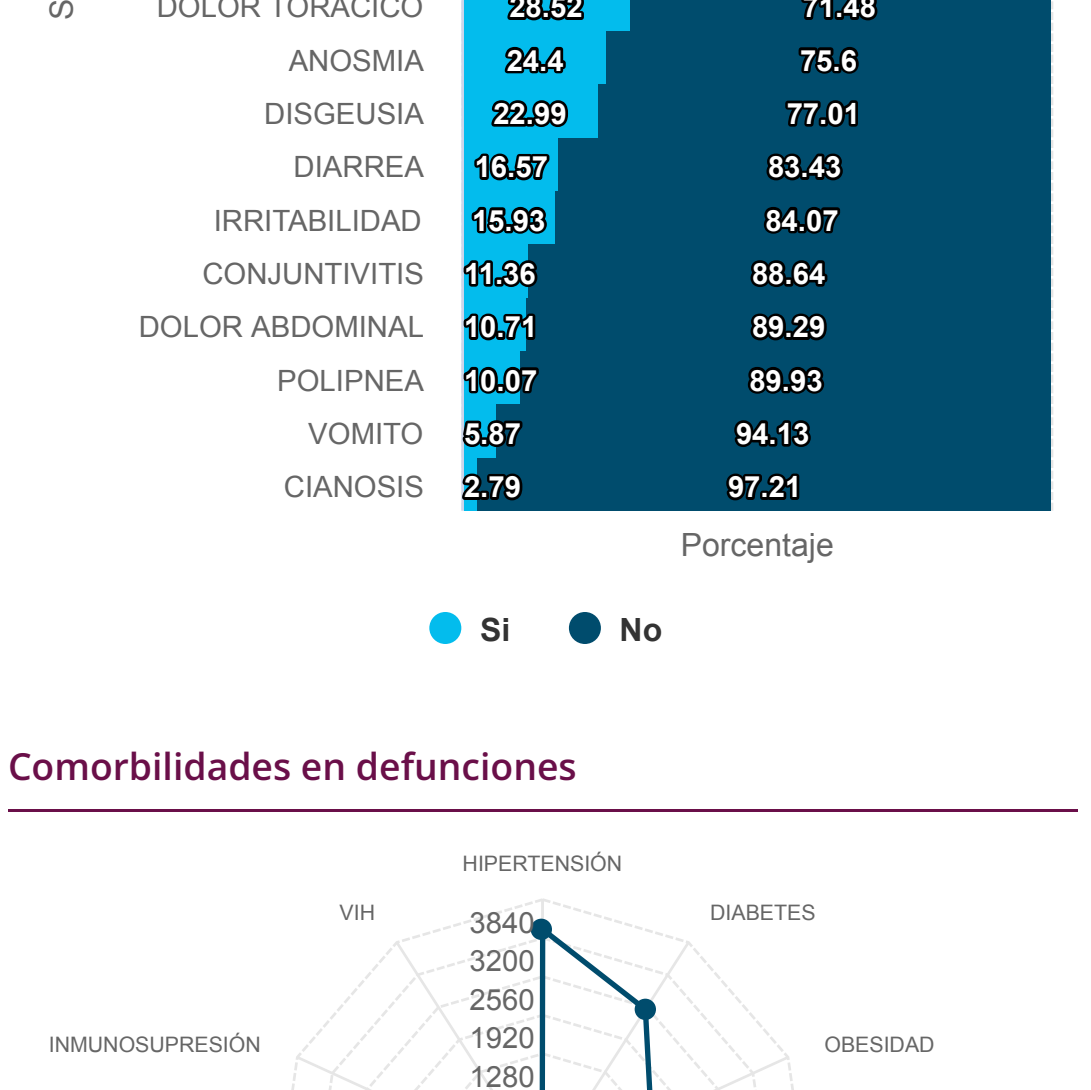 DOLOR TORACICO 28.52 71.48
ANOSMIA 24.4 75.6
DISGEUSIA 22.99 77.01
DIARREA 16.57 83.43
IRRITABILIDAD 15.93 84.07
CONJUNTIVITIS 11.36 88.64
DOLOR ABDOMINAL 10.71 89.29
POLIPNEA 10.07 89.93
VOMITO 5.87 94.13
CIANOSIS 2.79 97.21
Porcentaje
Si No
Comorbilidades en defunciones
HIPERTENSIÓN
VIH DIABETES
3840
3200
2560
1920
INMUNOSUPRESIÓN OBESIDAD
1280